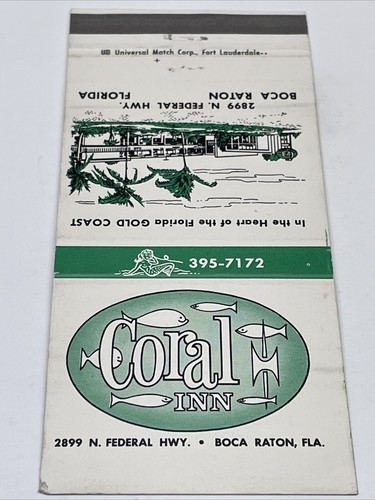 Universal Match Corp., Fort Lauderdale
In the Heart of the Florida GOLD COAST
2899 N. FEDERAL HWY.
BOCA RATON FLORIDA
395-7172
Coral
INN
2899 N. FEDERAL HWY. • BOCA RATON, FLA.